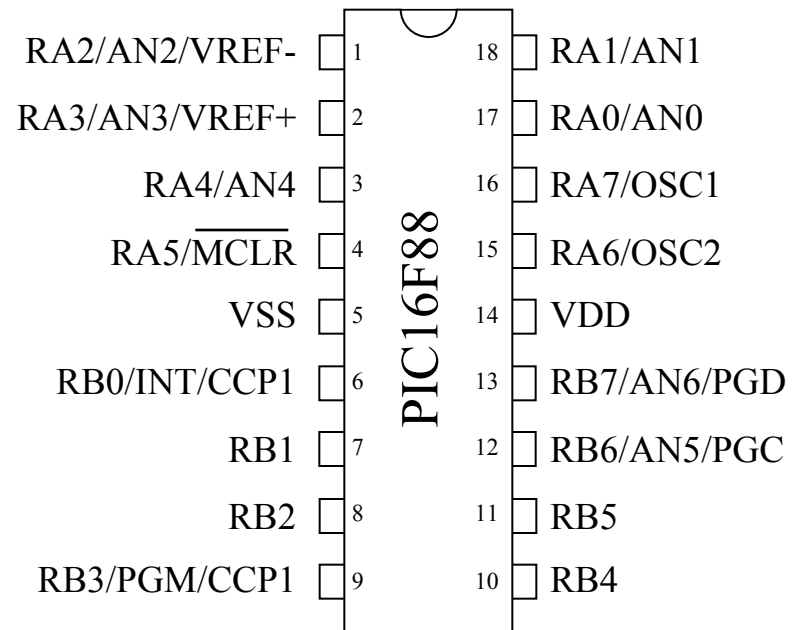 RA2/AN2/VREF- 1 18 RA1/AN1
RA3/AN3/VREF+ 2 17 RA0/AN0
RA4/AN4 3 16 RA7/OSC1
RA5/MCLR 4 15 RA6/OSC2
VSS 5 14 VDD
RB0/INT/CCP1 6 13 RB7/AN6/PGD
RB1 7 12 RB6/AN5/PGC
RB2 8 11 RB5
RB3/PGM/CCP1 9 10 RB4
PIC16F88